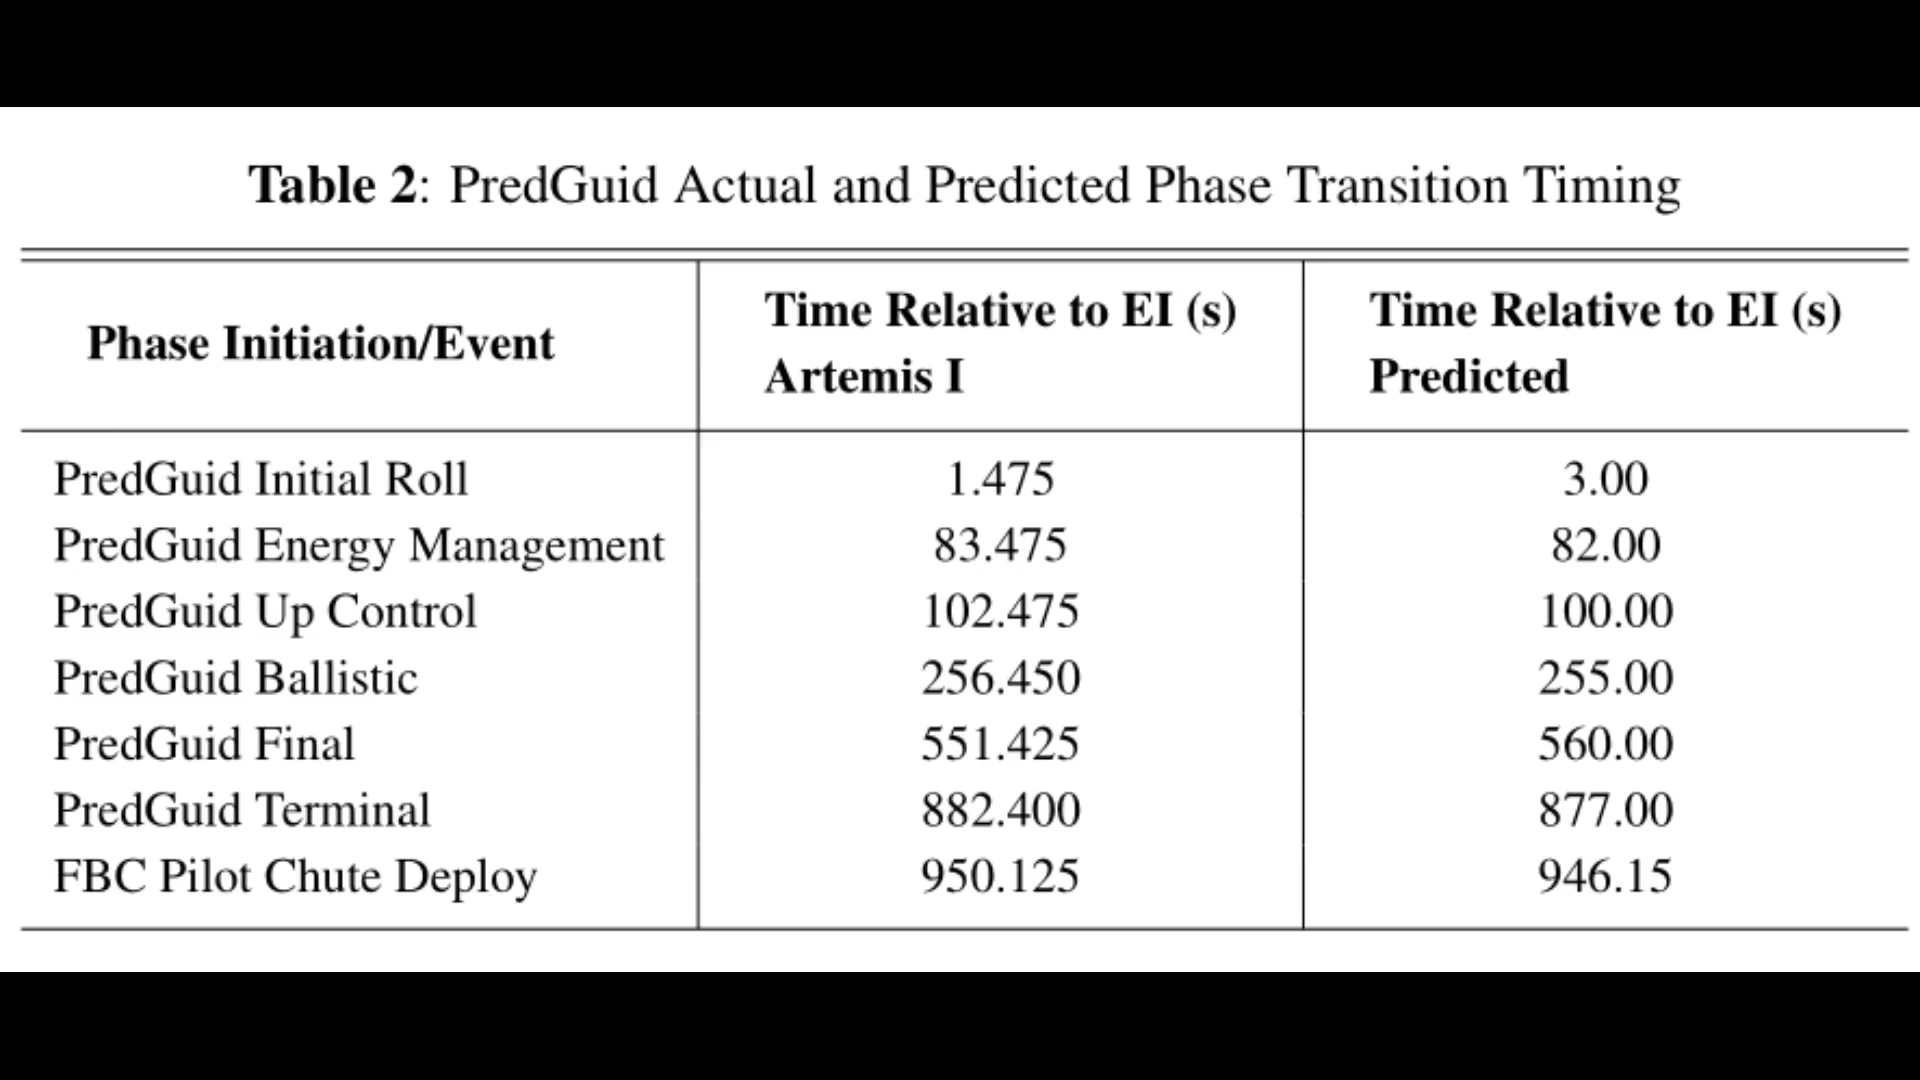 Table 2: PredGuid Actual and Predicted Phase Transition Timing
Phase Initiation/Event Time Relative to EI (s) Artemis I Time Relative to EI (s) Predicted
PredGuid Initial Roll 1.475 3.00
PredGuid Energy Management 83.475 82.00
PredGuid Up Control 102.475 100.00
PredGuid Ballistic 256.450 255.00
PredGuid Final 551.425 560.00
PredGuid Terminal 882.400 877.00
FBC Pilot Chute Deploy 950.125 946.15